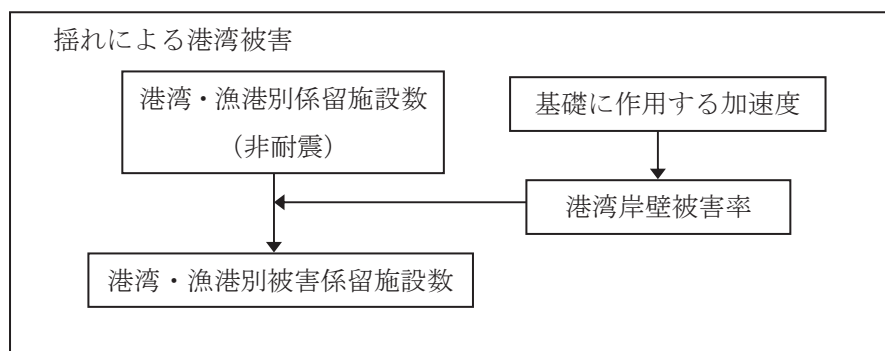 揺れによる港湾被害
港湾・漁港別係留施設数
（非耐震）
基礎に作用する加速度
港湾岸壁被害率
港湾・漁港別被害係留施設数